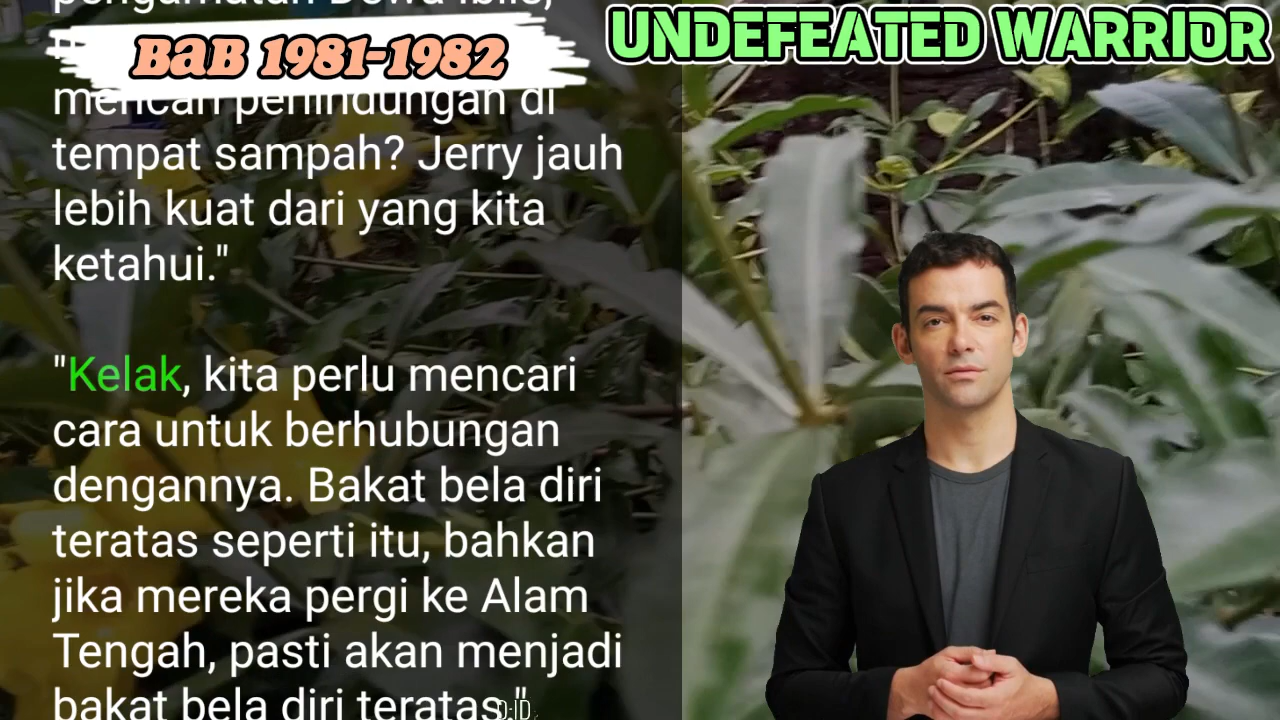 UNDEFEATED WARRIOR
BAB 1981-1982
mencari perlindungan di
tempat sampah? Jerry jauh
lebih kuat dari yang kita
ketahui."
"Kelak, kita perlu mencari
cara untuk berhubungan
dengannya. Bakat bela diri
teratas seperti itu, bahkan
jika mereka pergi ke Alam
Tengah, pasti akan menjadi
bakat bela diri teratas."
D-ID